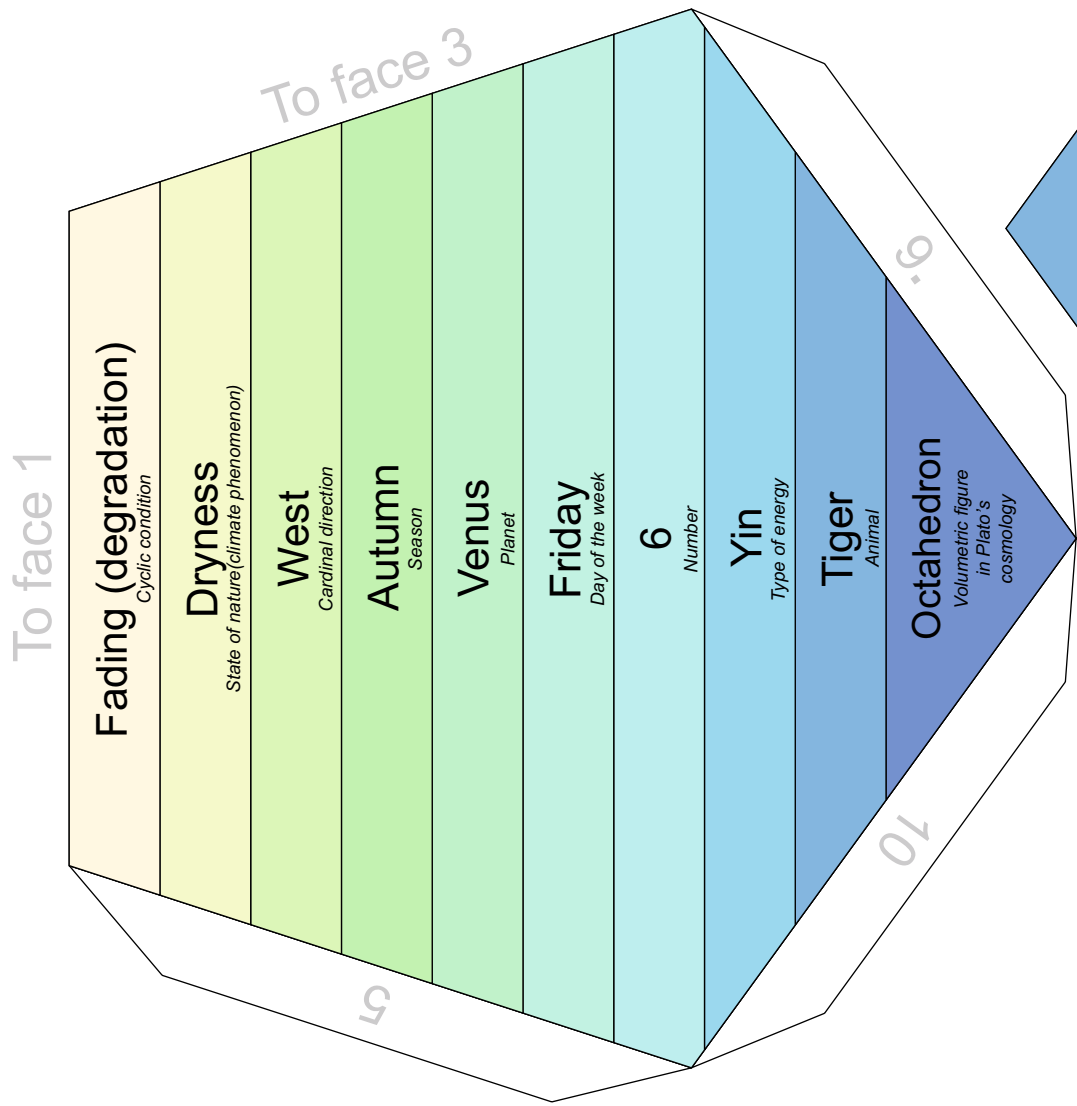 To face 1
To face 3
Fading (degradation)
Cyclic condition
Dryness
State of nature(climate phenomenon)
West
Cardinal direction
Autumn
Season
Venus
Planet
Friday
Day of the week
6
Number
Yin
Type of energy
Tiger
Animal
Octahedron
Volumetric figure
in Plato's
cosmology
5
9.
10